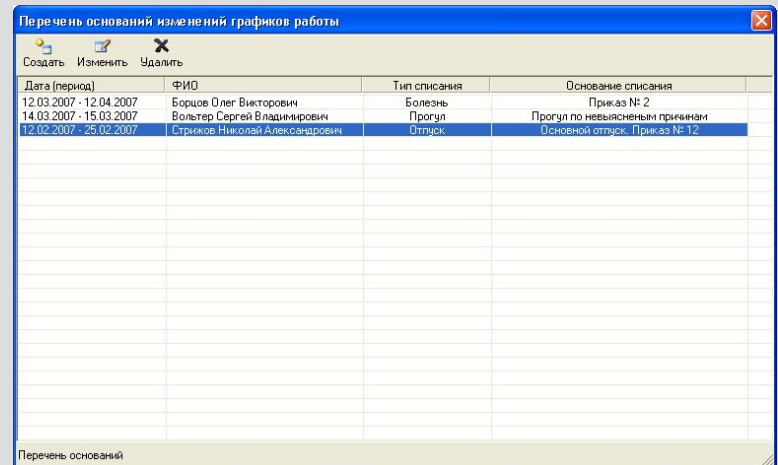 Перечень оснований изменений графиков работы
Создать Изменить Удалить
Дата (период) ФИО Тип списания Основание списания
12.03.2007 - 12.04.2007 Борцов Олег Викторович Болезнь Приказ № 2
14.03.2007 - 15.03.2007 Вольтер Сергей Владимирович Прогул Прогул по невыясненым причинам
12.02.2007 - 25.02.2007 Стрижов Николай Александрович Отпуск Основной отпуск. Приказ № 12
Перечень оснований